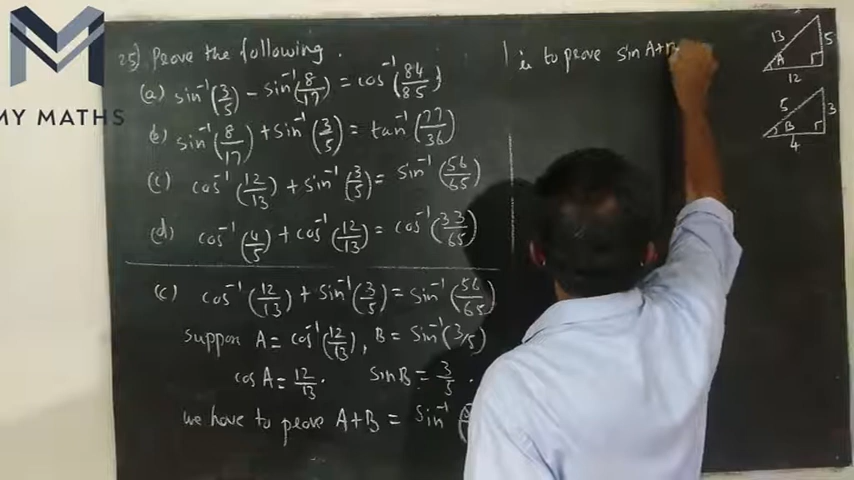 25) Prove the following.
(a) sin⁻¹(3/5) - sin⁻¹(8/17) = cos⁻¹(84/85)
(b) sin⁻¹(8/17) + sin⁻¹(3/5) = tan⁻¹(77/36)
(c) cos⁻¹(12/13) + sin⁻¹(3/5) = sin⁻¹(56/65)
(d) cos⁻¹(4/5) + cos⁻¹(12/13) = cos⁻¹(33/65)
(c) cos⁻¹(12/13) + sin⁻¹(3/5) = sin⁻¹(56/65)
suppose A = cos⁻¹(12/13), B = sin⁻¹(3/5)
cos A = 12/13. sin B = 3/5.
we have to prove A+B = sin⁻¹
is to prove sin A+B
13 5
A
12
5 3
B
4
MY MATHS